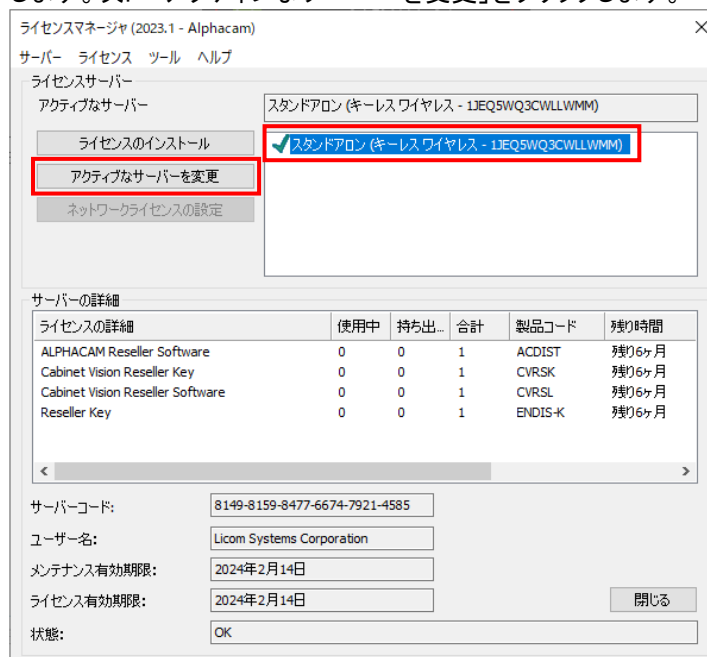 ライセンスマネージャ (2023.1 - Alphacam)
サーバー ライセンス ツール ヘルプ
ライセンスサーバー
アクティブなサーバー スタンドアロン (キーレス ワイヤレス - 1JEQ5WQ3CWLLWMM)
ライセンスのインストール スタンドアロン (キーレス ワイヤレス - 1JEQ5WQ3CWLLWMM)
アクティブなサーバーを変更
ネットワークライセンスの設定
サーバーの詳細
ライセンスの詳細 使用中 持ち出... 合計 製品コード 残り時間
ALPHACAM Reseller Software 0 0 1 ACDIST 残り6ヶ月
Cabinet Vision Reseller Key 0 0 1 CVRSK 残り6ヶ月
Cabinet Vision Reseller Software 0 0 1 CVRSL 残り6ヶ月
Reseller Key 0 0 1 ENDIS-K 残り6ヶ月
サーバーコード: 8149-8159-8477-6674-7921-4585
ユーザー名: Licom Systems Corporation
メンテナンス有効期限: 2024年2月14日
ライセンス有効期限: 2024年2月14日 閉じる
状態: OK